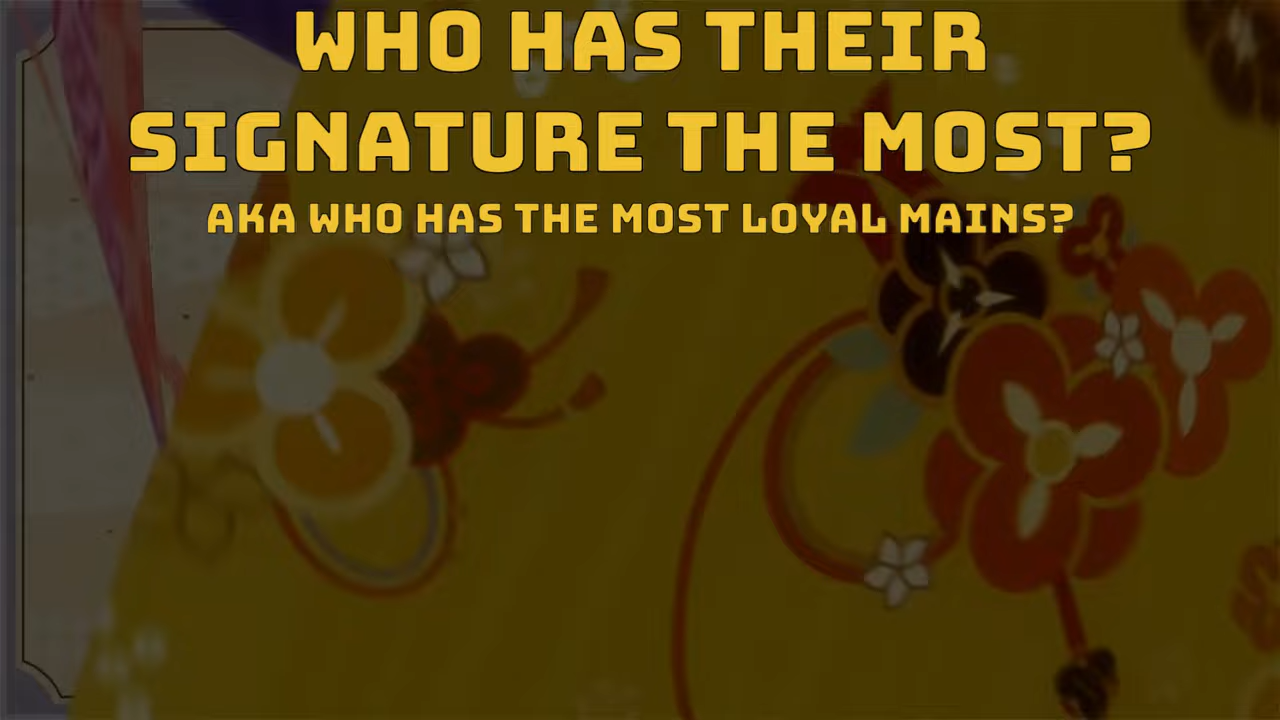 WHO HAS THEIR
SIGNATURE THE MOST?
AKA WHO HAS THE MOST LOYAL MAINS?